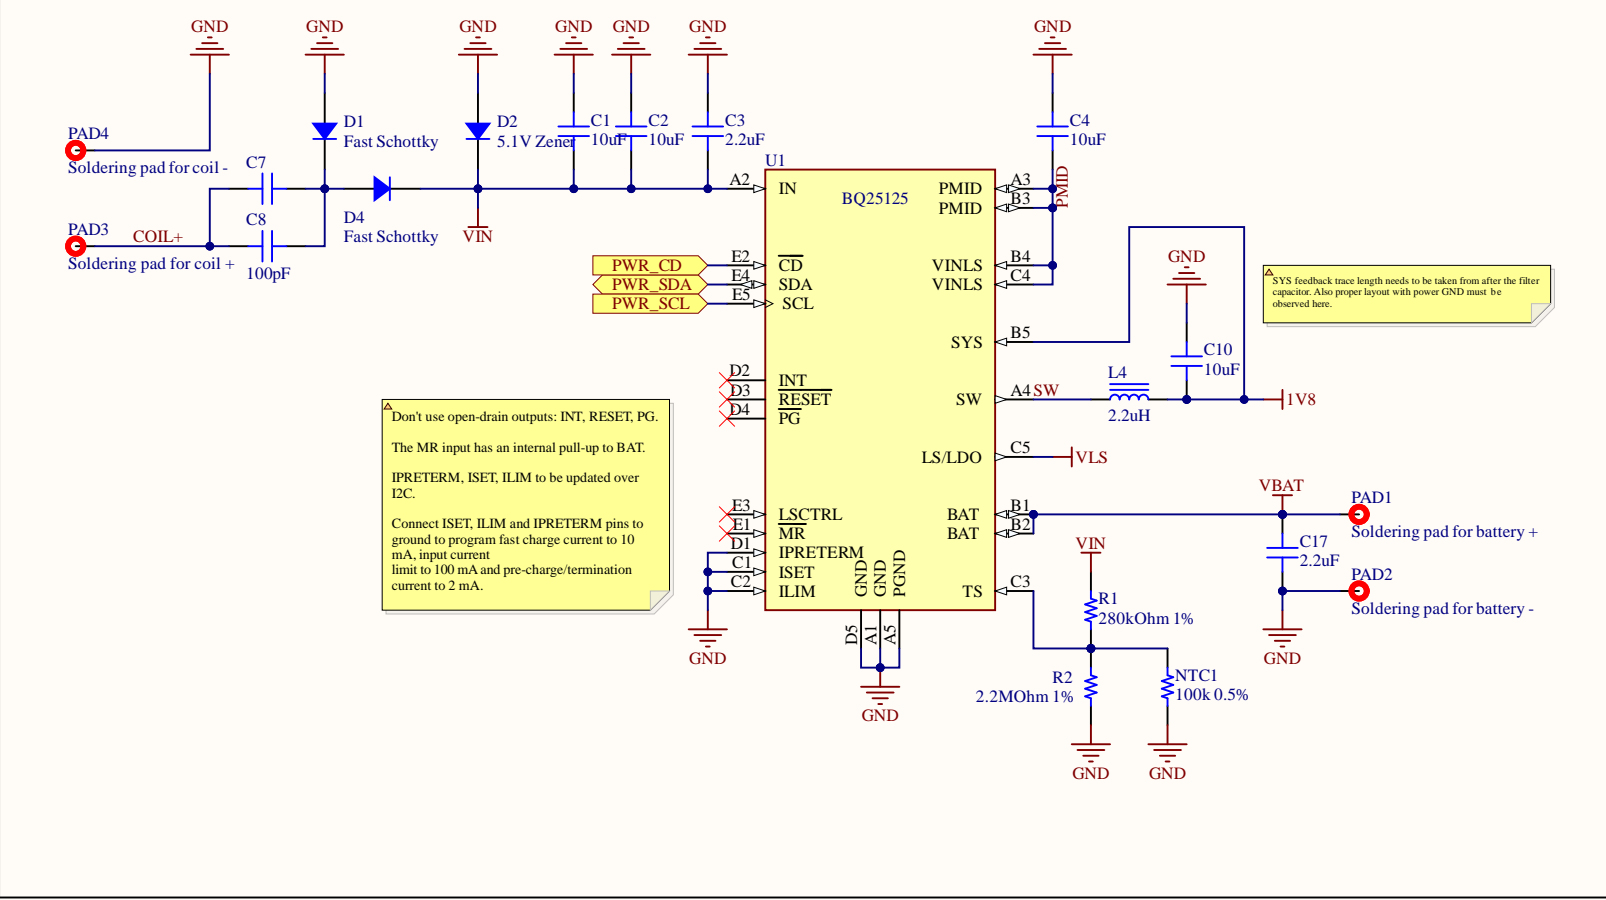 GND
GND
GND
GND
GND
GND
GND
PAD4
Soldering pad for coil -
D1
Fast Schottky
D2
5.1V Zener
C1
10uF
C2
10uF
C3
2.2uF
C4
10uF
C7
C8
100pF
D4
Fast Schottky
PAD3
COIL+
Soldering pad for coil +
VIN
U1
BQ25125
A2
IN
PMID
A3
PMID
B3
PMID
PWR_CD
E2
CD
PWR_SDA
E4
SDA
PWR_SCL
E5
SCL
VINLS
B4
VINLS
C4
SYS
B5
GND
C10
10uF
SYS feedback trace length needs to be taken from after the filter
capacitor. Also proper layout with power GND must be
observed here.
D2
INT
D3
RESET
D4
PG
SW
A4
SW
L4
2.2uH
1V8
LS/LDO
C5
VLS
Don't use open-drain outputs: INT, RESET, PG.
The MR input has an internal pull-up to BAT.
IPRETERM, ISET, ILIM to be updated over
I2C.
Connect ISET, ILIM and IPRETERM pins to
ground to program fast charge current to 10
mA, input current
limit to 100 mA and pre-charge/termination
current to 2 mA.
E3
LSCTRL
E1
MR
D1
IPRETERM
C1
ISET
C2
ILIM
GND
BAT
B1
BAT
B2
TS
C3
GND
GND
PGND
D5
A1
A5
GND
VBAT
PAD1
Soldering pad for battery +
C17
2.2uF
PAD2
Soldering pad for battery -
GND
VIN
R1
280kOhm 1%
R2
2.2MOhm 1%
NTC1
100k 0.5%
GND
GND